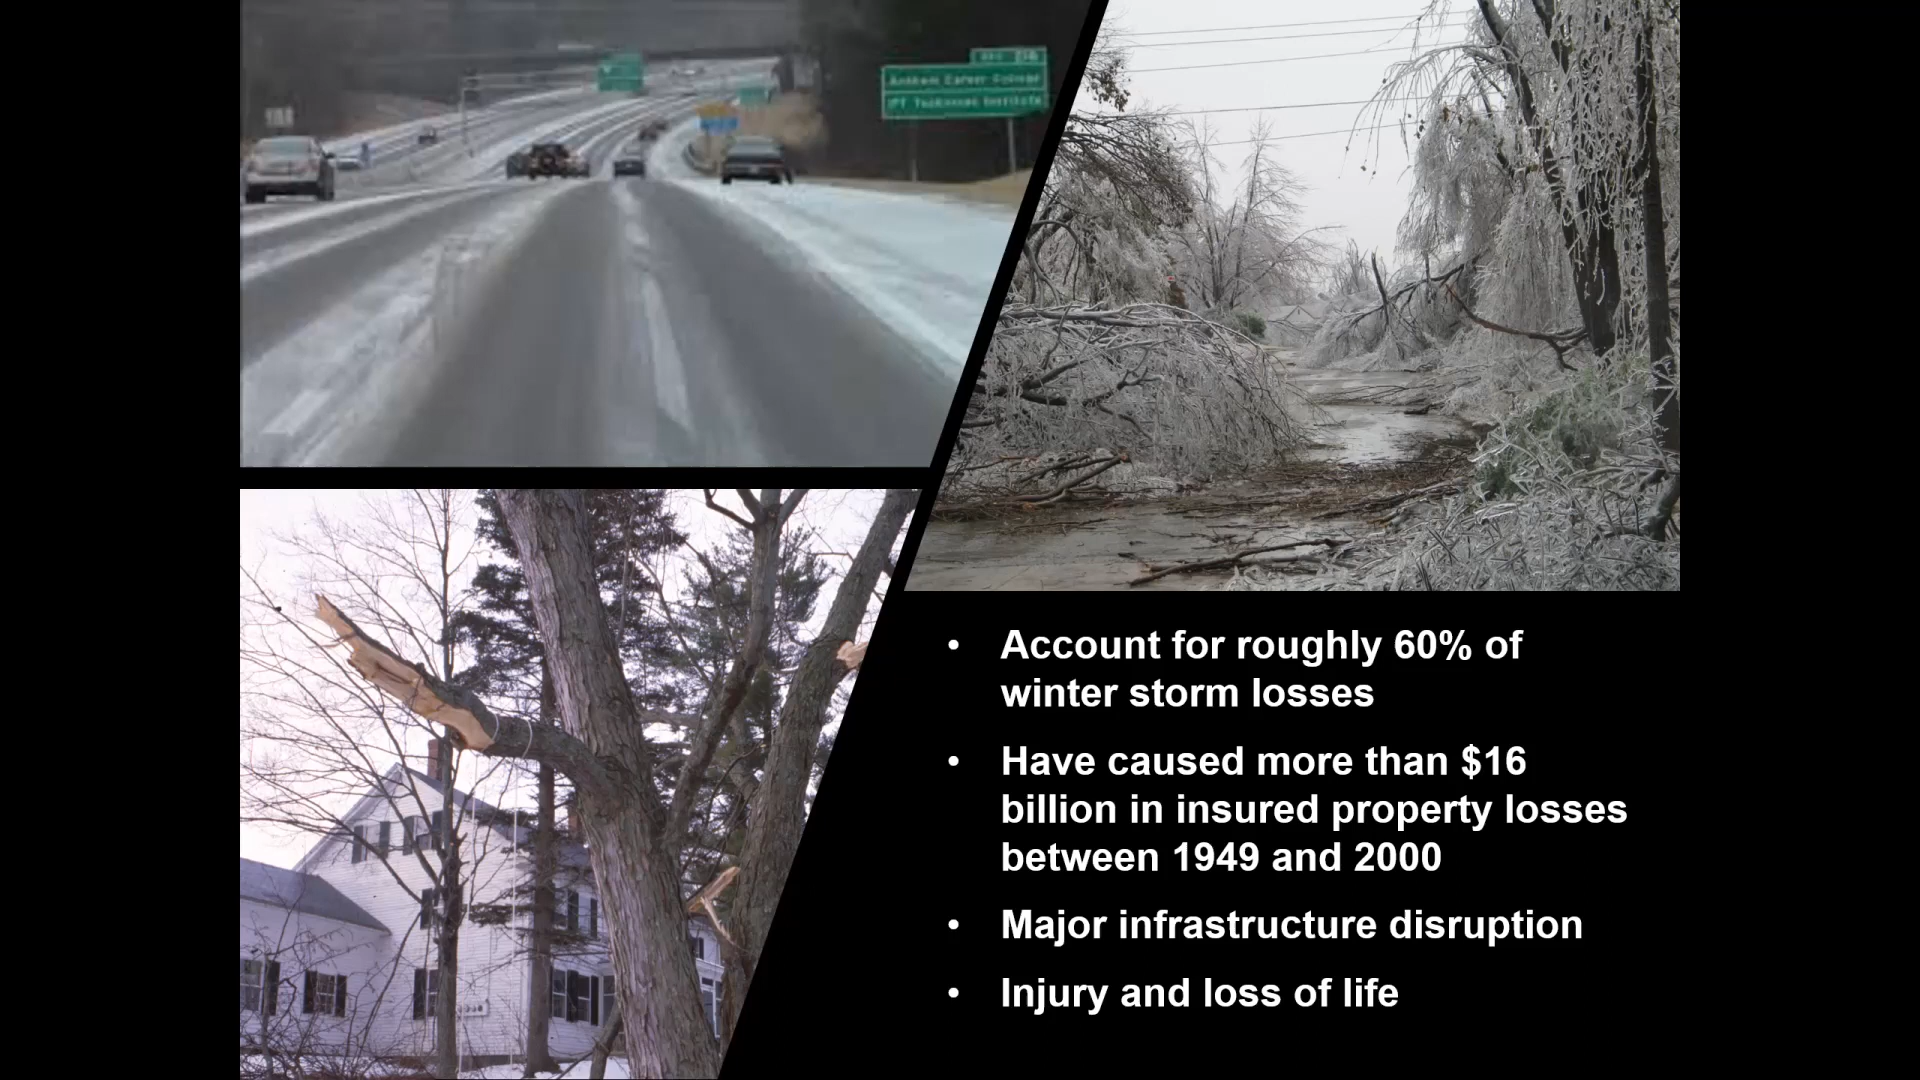 • Account for roughly 60% of
winter storm losses
• Have caused more than $16
billion in insured property losses
between 1949 and 2000
• Major infrastructure disruption
• Injury and loss of life